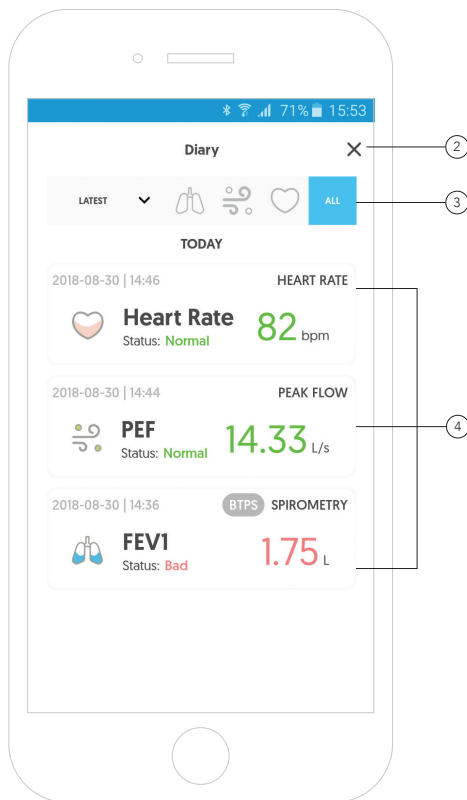 71% 15:53
Diary
2
LATEST ALL
3
TODAY
2018-08-30 | 14:46 HEART RATE
Heart Rate 82 bpm
Status: Normal
2018-08-30 | 14:44 PEAK FLOW
PEF 14.33 L/s
Status: Normal
4
2018-08-30 | 14:36 BTPS SPIROMETRY
FEV1 1.75 L
Status: Bad